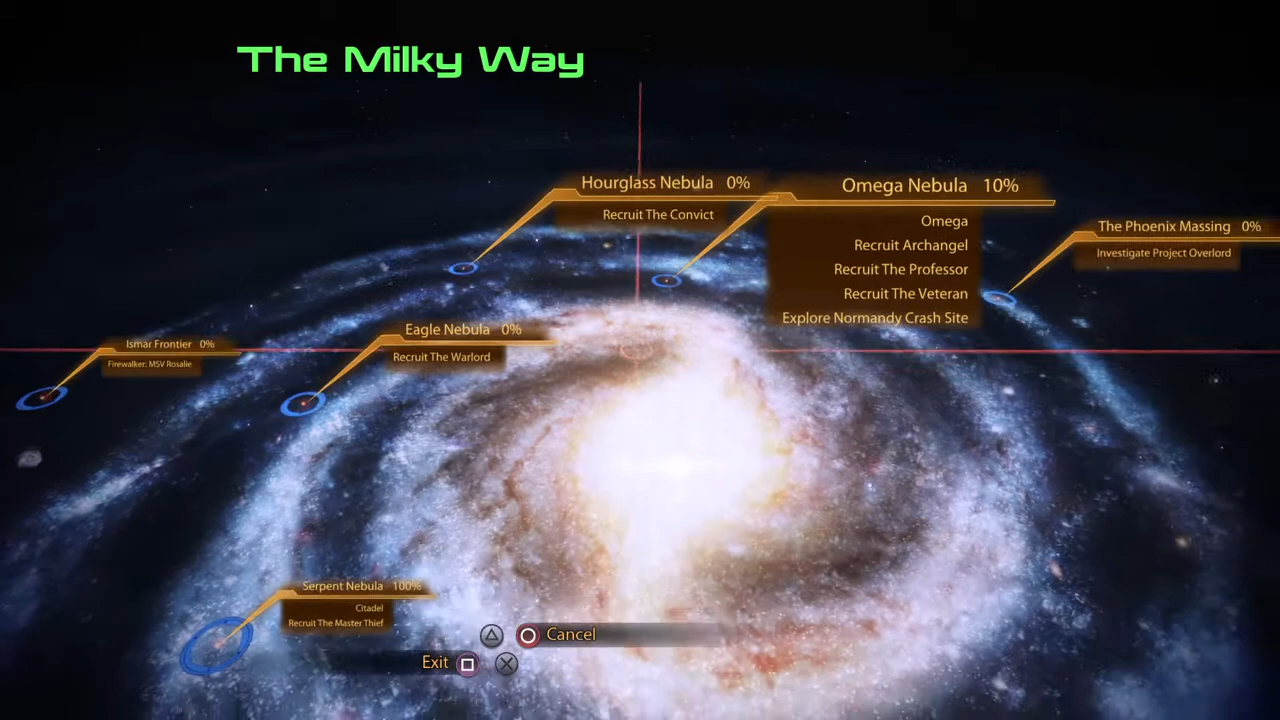 The Milky Way
Hourglass Nebula 0%
Recruit The Convict
Omega Nebula 10%
Omega
Recruit Archangel
Recruit The Professor
Recruit The Veteran
Explore Normandy Crash Site
The Phoenix Massing 0%
Investigate Project Overlord
Ismar Frontier 0%
Firewalker: MSV Rosalie
Eagle Nebula 0%
Recruit The Warlord
Serpent Nebula 100%
Citadel
Recruit The Master Thief
Cancel
Exit